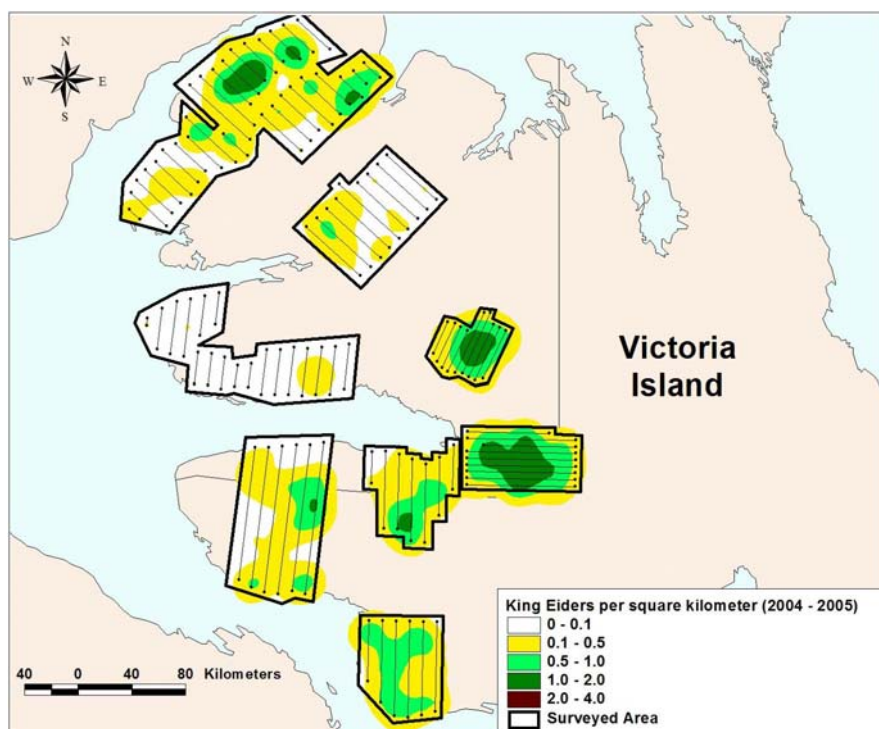 N
W E
S
Victoria
Island
King Eiders per square kilometer (2004 - 2005)
0 - 0.1
0.1 - 0.5
0.5 - 1.0
1.0 - 2.0
2.0 - 4.0
Surveyed Area
40 0 40 80 Kilometers